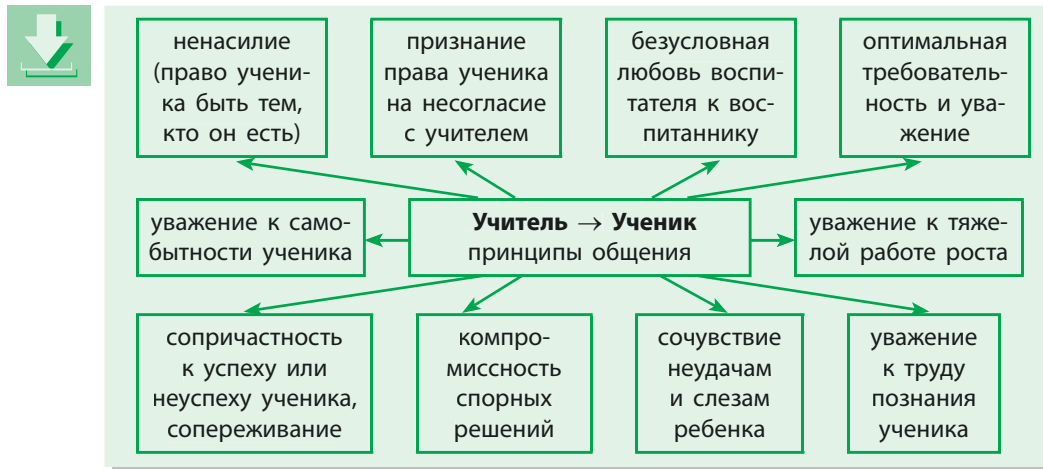 ненасилие
(право учени-
ка быть тем,
кто он есть)
признание
права ученика
на несогласие
с учителем
безусловная
любовь воспи-
тателя к вос-
питаннику
оптимальная
требователь-
ность и ува-
жение
уважение к само-
бытности ученика
Учитель → Ученик
принципы общения
уважение к тяже-
лой работе роста
сопричастность
к успеху или
неуспеху ученика,
сопереживание
компро-
миссность
спорных
решений
сочувствие
неудачам
и слезам
ребенка
уважение
к труду
познания
ученика